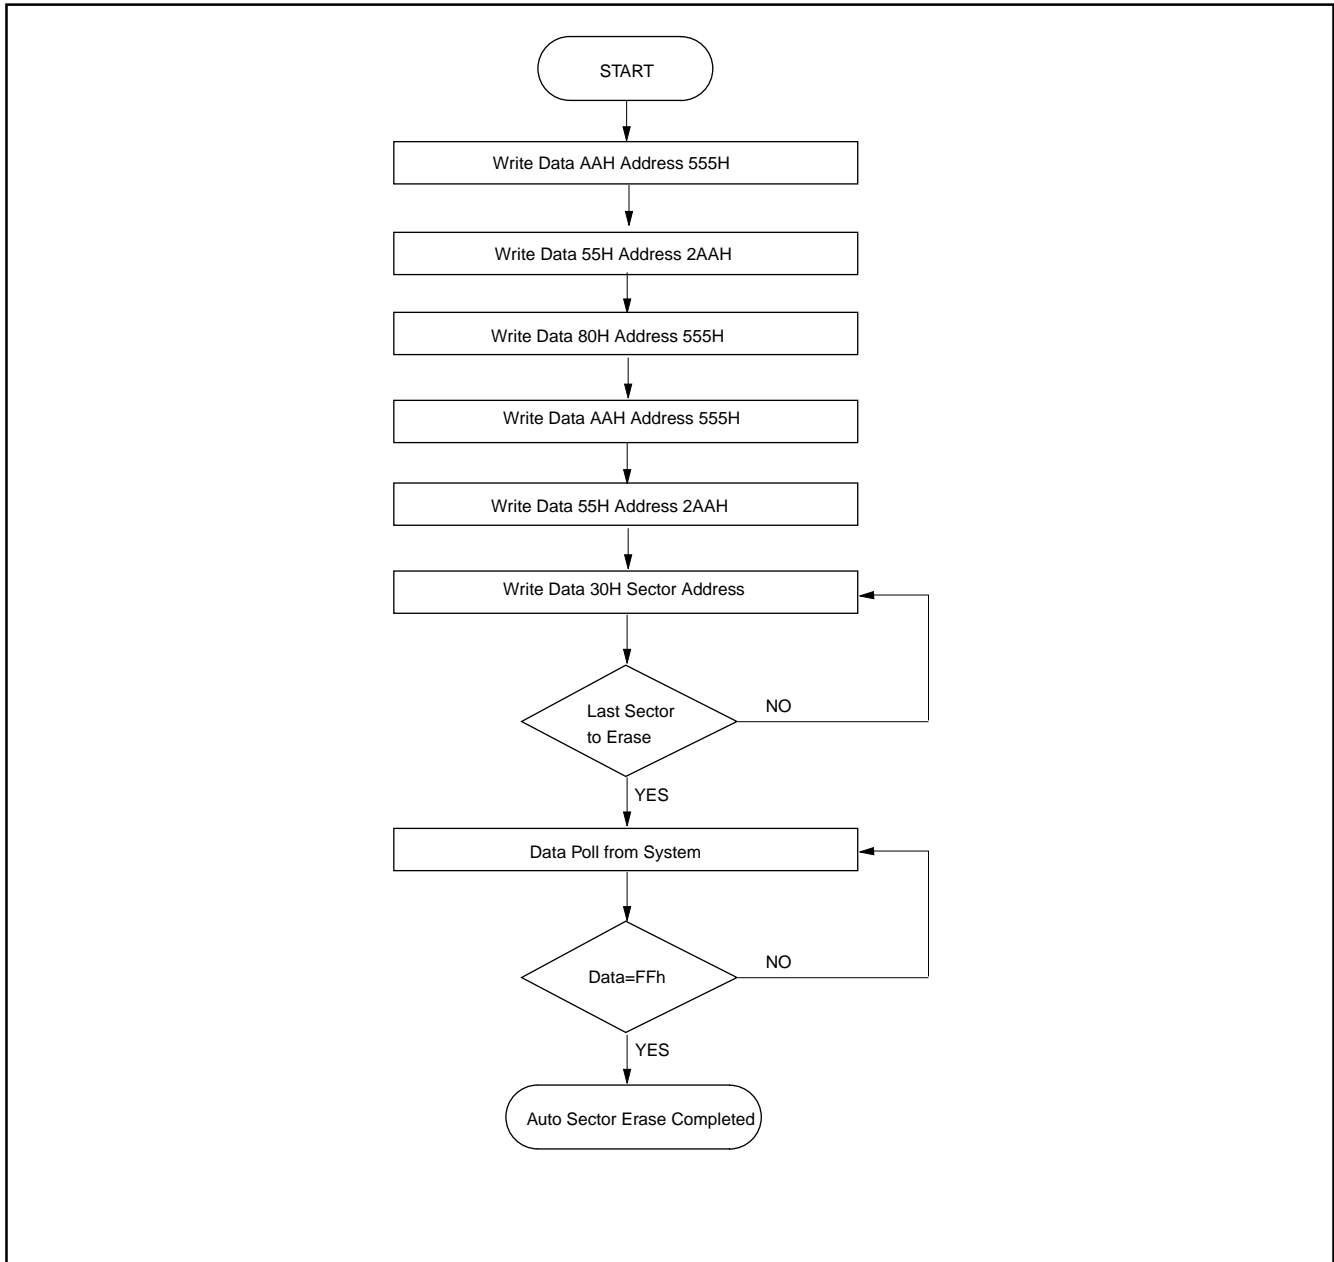 START
Write Data AAH Address 555H
Write Data 55H Address 2AAH
Write Data 80H Address 555H
Write Data AAH Address 555H
Write Data 55H Address 2AAH
Write Data 30H Sector Address
Last Sector
to Erase
NO
YES
Data Poll from System
Data=FFh
NO
YES
Auto Sector Erase Completed